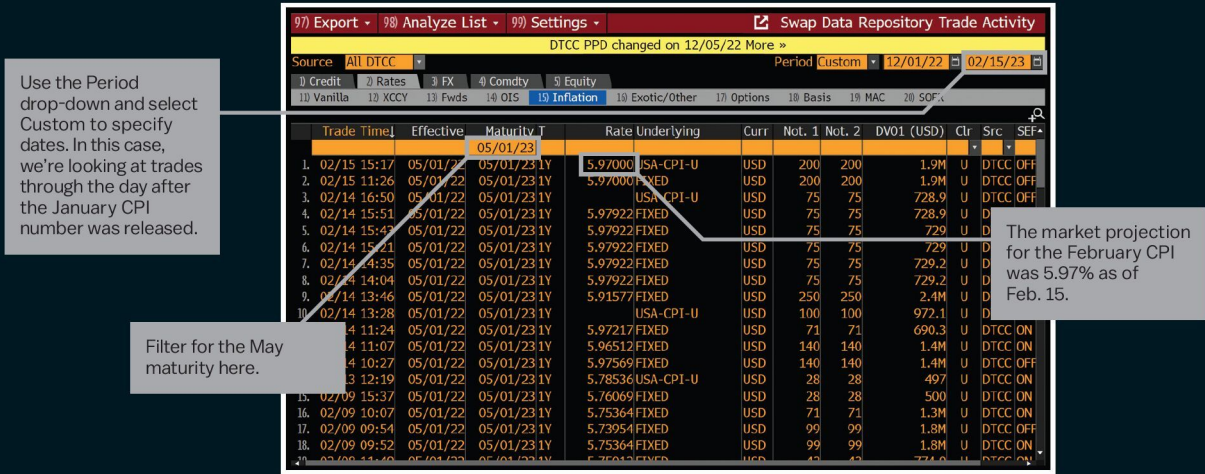 97) Export 98) Analyze List 99) Settings Swap Data Repository Trade Activity
DTCC PPD changed on 12/05/22 More »
Source All DTCC Period Custom 12/01/22 02/15/23
1) Credit 2) Rates 3) FX 4) Comdty 5) Equity
11) Vanilla 12) XCCY 13) Fwds 14) OIS 15) Inflation 16) Exotic/Other 17) Options 18) Basis 19) MAC 20) SOFR
Use the Period
drop-down and select
Custom to specify
dates. In this case,
we're looking at trades
through the day after
the January CPI
number was released.
Trade Time↓ Effective Maturity T Rate Underlying Curr Not. 1 Not. 2 DV01 (USD) Clr Src SEF
05/01/23
1. 02/15 15:17 05/01/22 05/01/23 1Y 5.97000 USA-CPI-U USD 200 200 1.9M U DTCC OFF
2. 02/15 11:26 05/01/22 05/01/23 1Y 5.97000 FIXED USD 200 200 1.9M U DTCC OFF
3. 02/14 16:50 05/01/22 05/01/23 1Y USA-CPI-U USD 75 75 728.9 U DTCC OFF
4. 02/14 15:51 05/01/22 05/01/23 1Y 5.97922 FIXED USD 75 75 728.9 U D
5. 02/14 15:43 05/01/22 05/01/23 1Y 5.97922 FIXED USD 75 75 729 U D
6. 02/14 15:21 05/01/22 05/01/23 1Y 5.97922 FIXED USD 75 75 729 U D
7. 02/14 14:35 05/01/22 05/01/23 1Y 5.97922 FIXED USD 75 75 729.2 U D
8. 02/14 14:04 05/01/22 05/01/23 1Y 5.97922 FIXED USD 75 75 729.2 U D
9. 02/14 13:46 05/01/22 05/01/23 1Y 5.91577 FIXED USD 250 250 2.4M U D
10. 02/14 13:28 05/01/22 05/01/23 1Y USA-CPI-U USD 100 100 972.1 U D
4 11:24 05/01/22 05/01/23 1Y 5.97217 FIXED USD 71 71 690.3 U DTCC ON
4 11:07 05/01/22 05/01/23 1Y 5.96512 FIXED USD 140 140 1.4M U DTCC ON
4 10:27 05/01/22 05/01/23 1Y 5.97569 FIXED USD 140 140 1.4M U DTCC OFF
3 12:19 05/01/22 05/01/23 1Y 5.78536 USA-CPI-U USD 28 28 497 U DTCC ON
15. 02/09 15:37 05/01/22 05/01/23 1Y 5.76069 FIXED USD 28 28 500 U DTCC ON
16. 02/09 10:07 05/01/22 05/01/23 1Y 5.75364 FIXED USD 71 71 1.3M U DTCC ON
17. 02/09 09:54 05/01/22 05/01/23 1Y 5.73954 FIXED USD 99 99 1.8M U DTCC OFF
18. 02/09 09:52 05/01/22 05/01/23 1Y 5.75364 FIXED USD 99 99 1.8M U DTCC ON
The market projection
for the February CPI
was 5.97% as of
Feb. 15.
Filter for the May
maturity here.